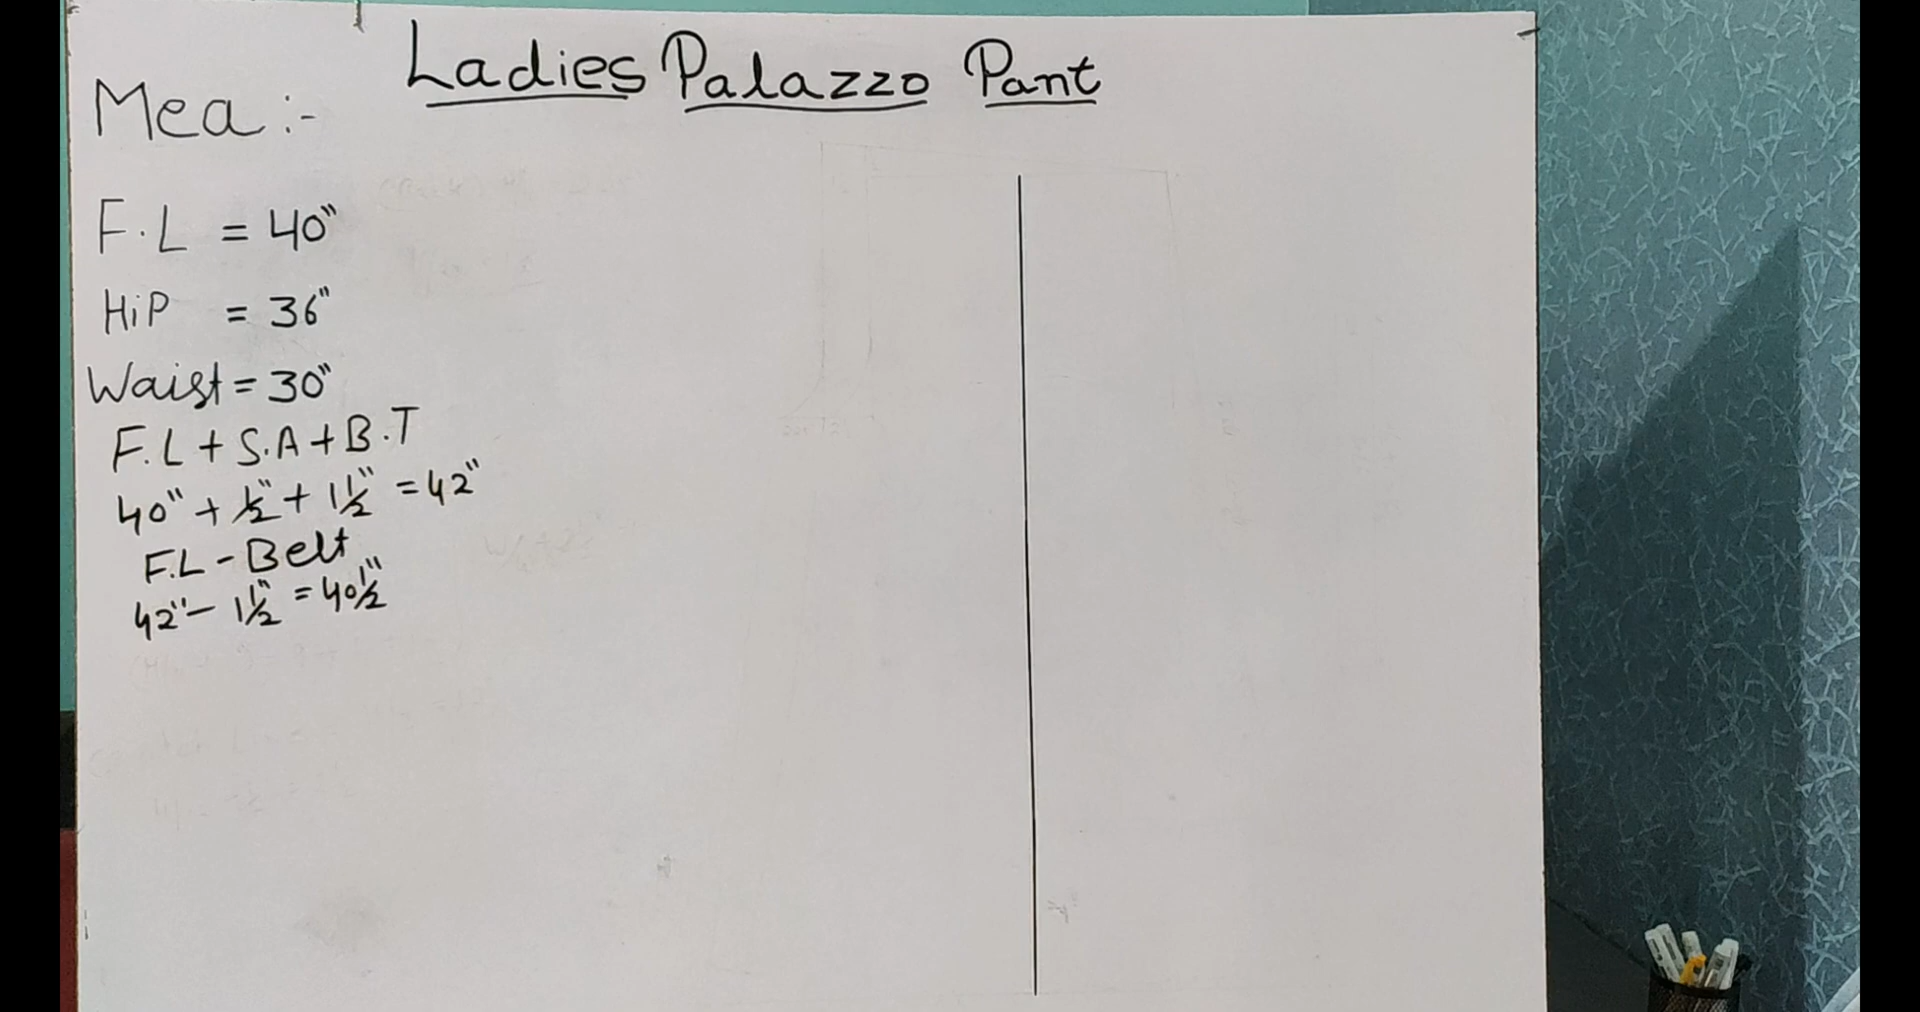 Ladies Palazzo Pant
Mea :-
F.L = 40"
HiP = 36"
Waist = 30"
F.L + S.A + B.T
40" + ½" + 1½" = 42"
F.L - Belt
42" - 1½" = 40½"